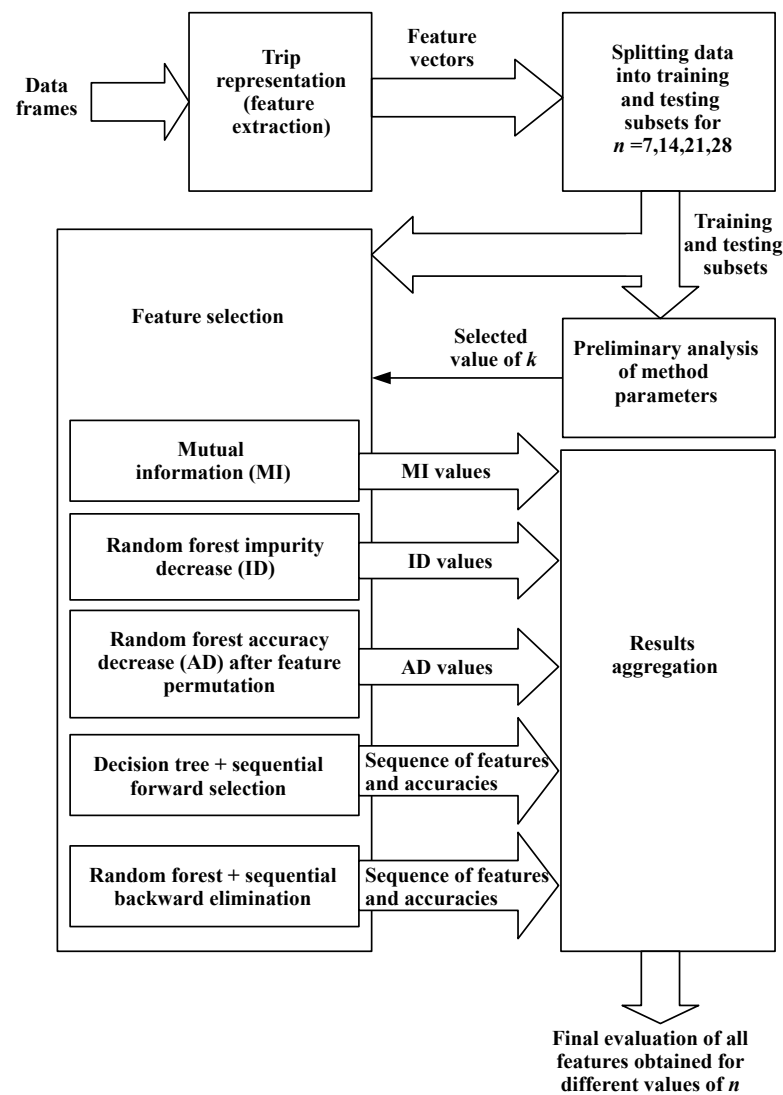 Data
frames
Trip
representation
(feature
extraction)
Feature
vectors
Splitting data
into training
and testing
subsets for
n =7,14,21,28
Training
and testing
subsets
Feature selection
Selected
value of k
Preliminary analysis
of method
parameters
Mutual
information (MI)
MI values
Random forest impurity
decrease (ID)
ID values
Random forest accuracy
decrease (AD) after feature
permutation
AD values
Decision tree + sequential
forward selection
Sequence of features
and accuracies
Random forest + sequential
backward elimination
Sequence of features
and accuracies
Results
aggregation
Final evaluation of all
features obtained for
different values of n